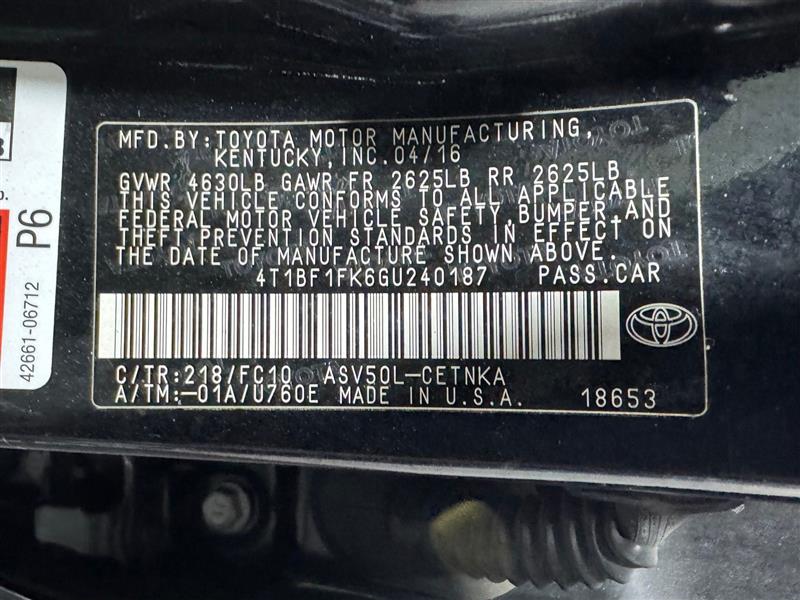 MFD.BY:TOYOTA MOTOR MANUFACTURING,
KENTUCKY,INC.04/16
GVWR 4630LB GAWR FR 2625LB RR 2625LB
THIS VEHICLE CONFORMS TO ALL APPLICABLE
FEDERAL MOTOR VEHICLE SAFETY,BUMPER,AND
THEFT PREVENTION STANDARDS IN EFFECT ON
THE DATE OF MANUFACTURE SHOWN ABOVE.
4T1BF1FK6GU240187 PASS.CAR
C/TR:218/FC10 ASV50L-CETNKA
A/TM:-01A/U760E MADE IN U.S.A. 18653
P6
42661-06712